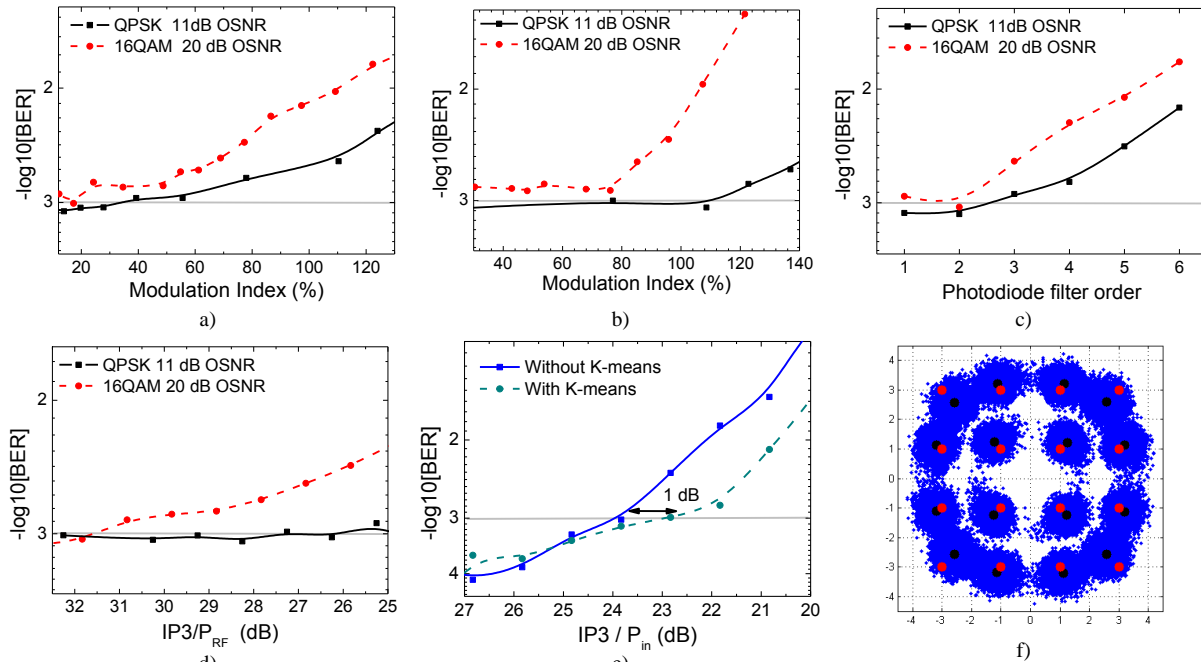 QPSK 11dB OSNR
16QAM 20 dB OSNR
2
3
-log10[BER]
20 40 60 80 100 120
Modulation Index (%)
a)
QPSK 11 dB OSNR
16QAM 20 dB OSNR
2
3
-log10[BER]
40 60 80 100 120 140
Modulation Index (%)
b)
QPSK 11dB OSNR
16QAM 20 dB OSNR
2
3
-log10[BER]
1 2 3 4 5 6
Photodiode filter order
c)
QPSK 11 dB OSNR
16QAM 20 dB OSNR
2
3
-log10[BER]
32 31 30 29 28 27 26 25
IP3/P_RF (dB)
d)
Without K-means
With K-means
1 dB
2
3
4
-log10[BER]
27 26 25 24 23 22 21 20
IP3 / P_in (dB)
4
3
2
1
0
-1
-2
-3
-4
-4 -3 -2 -1 0 1 2 3 4
f)